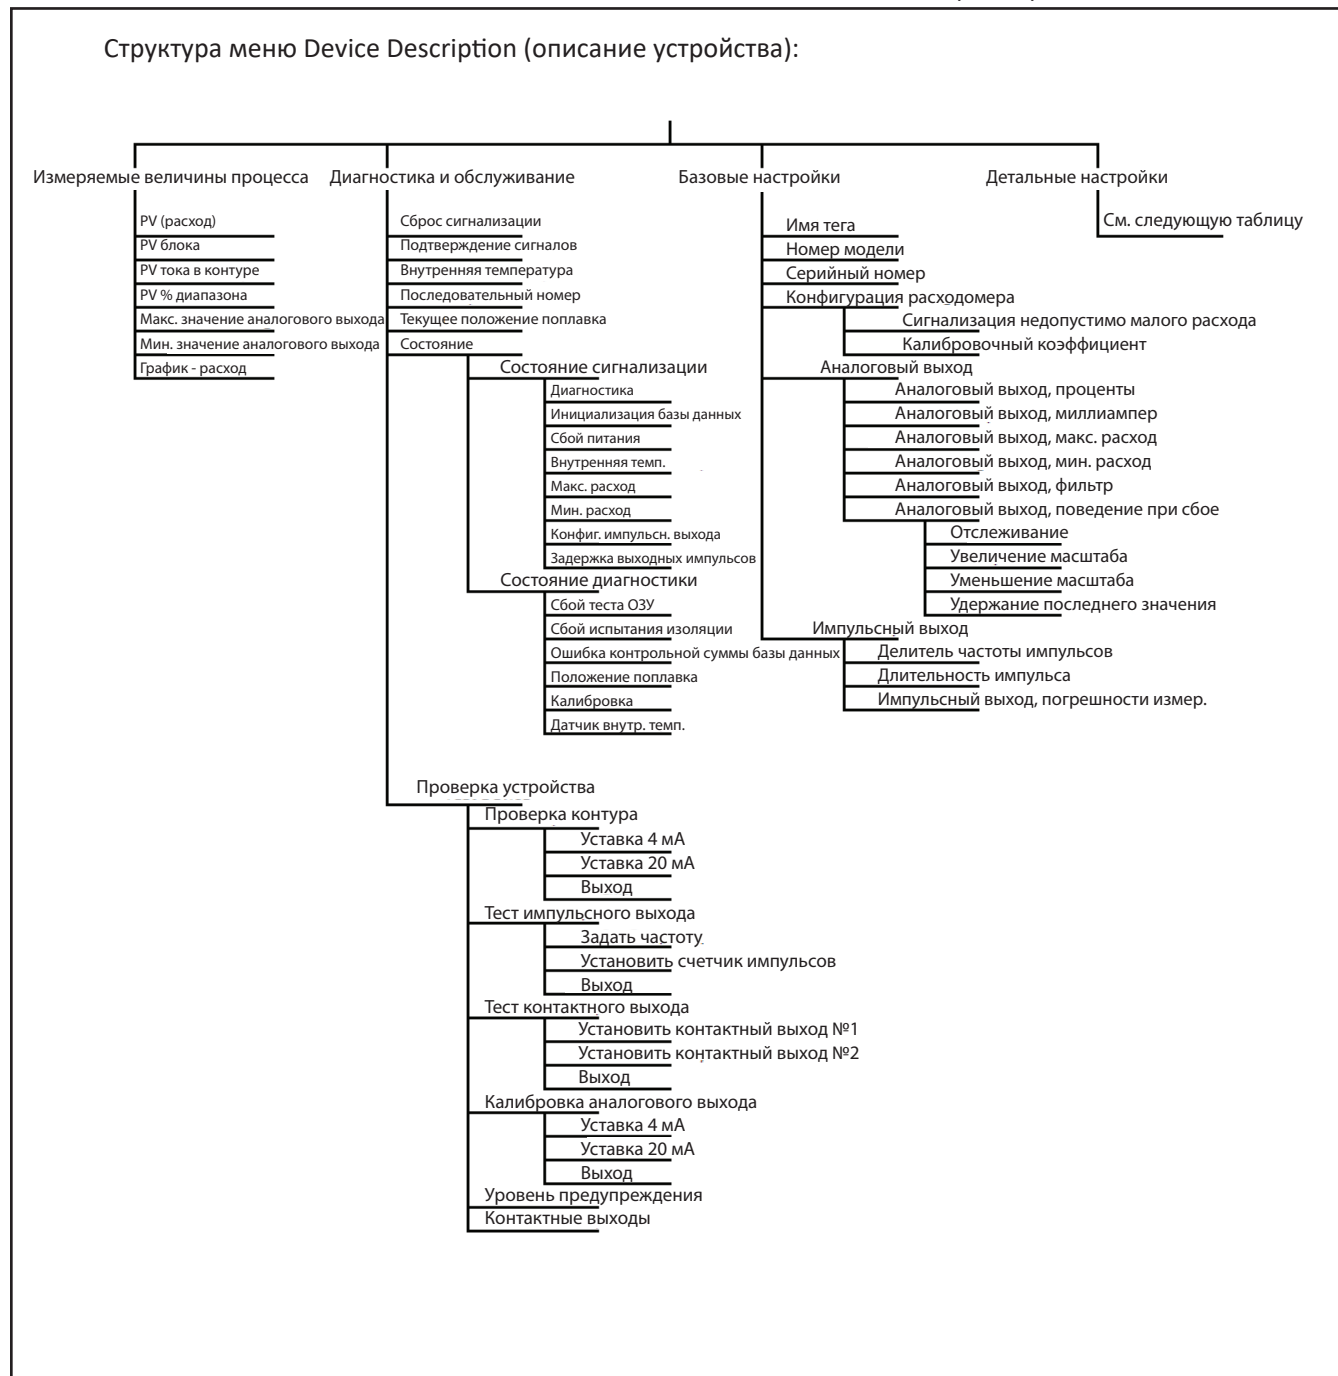 Структура меню Device Description (описание устройства):
Измеряемые величины процесса
PV (расход)
PV блока
PV тока в контуре
PV % диапазона
Макс. значение аналогового выхода
Мин. значение аналогового выхода
График - расход
Диагностика и обслуживание
Сброс сигнализации
Подтверждение сигналов
Внутренняя температура
Последовательный номер
Текущее положение поплавка
Состояние
Состояние сигнализации
Диагностика
Инициализация базы данных
Сбой питания
Внутренняя темп.
Макс. расход
Мин. расход
Конфиг. импульсн. выхода
Задержка выходных импульсов
Состояние диагностики
Сбой теста ОЗУ
Сбой испытания изоляции
Ошибка контрольной суммы базы данных
Положение поплавка
Калибровка
Датчик внутр. темп.
Проверка устройства
Проверка контура
Уставка 4 мА
Уставка 20 мА
Выход
Тест импульсного выхода
Задать частоту
Установить счетчик импульсов
Выход
Тест контактного выхода
Установить контактный выход №1
Установить контактный выход №2
Выход
Калибровка аналогового выхода
Уставка 4 мА
Уставка 20 мА
Выход
Уровень предупреждения
Контактные выходы
Базовые настройки
Имя тега
Номер модели
Серийный номер
Конфигурация расходомера
Сигнализация недопустимо малого расхода
Калибровочный коэффициент
Аналоговый выход
Аналоговый выход, проценты
Аналоговый выход, миллиампер
Аналоговый выход, макс. расход
Аналоговый выход, мин. расход
Аналоговый выход, фильтр
Аналоговый выход, поведение при сбое
Отслеживание
Увеличение масштаба
Уменьшение масштаба
Удержание последнего значения
Импульсный выход
Делитель частоты импульсов
Длительность импульса
Импульсный выход, погрешности измер.
Детальные настройки
См. следующую таблицу